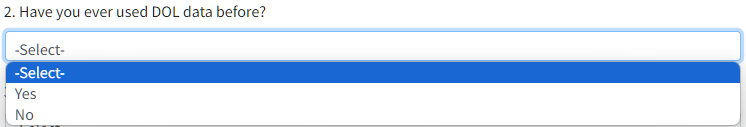 2. Have you ever used DOL data before?
-Select-
-Select-
Yes
No